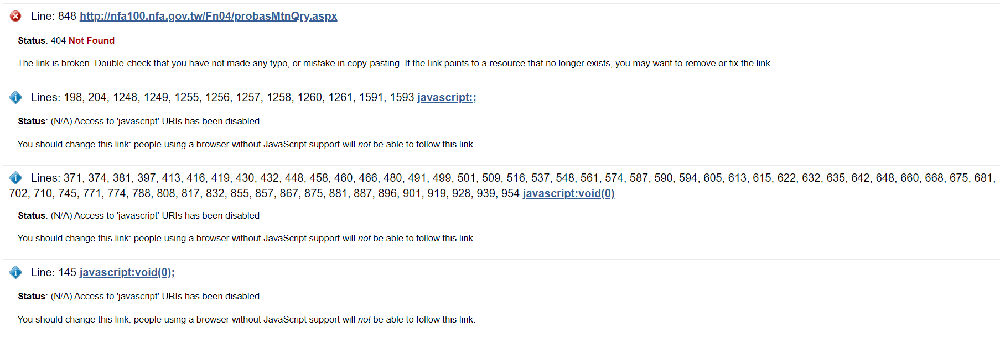 Line: 848 http://nfa100.nfa.gov.tw/Fn04/probasMtnQry.aspx
Status: 404 Not Found
The link is broken. Double-check that you have not made any typo, or mistake in copy-pasting. If the link points to a resource that no longer exists, you may want to remove or fix the link.
Lines: 198, 204, 1248, 1249, 1255, 1256, 1257, 1258, 1260, 1261, 1591, 1593 javascript:;
Status: (N/A) Access to 'javascript' URIs has been disabled
You should change this link: people using a browser without JavaScript support will not be able to follow this link.
Lines: 371, 374, 381, 397, 413, 416, 419, 430, 432, 448, 458, 460, 466, 480, 491, 499, 501, 509, 516, 537, 548, 561, 574, 587, 590, 594, 605, 613, 615, 622, 632, 635, 642, 648, 660, 668, 675, 681,
702, 710, 745, 771, 774, 788, 808, 817, 832, 855, 857, 867, 875, 881, 887, 896, 901, 919, 928, 939, 954 javascript:void(0)
Status: (N/A) Access to 'javascript' URIs has been disabled
You should change this link: people using a browser without JavaScript support will not be able to follow this link.
Line: 145 javascript:void(0);
Status: (N/A) Access to 'javascript' URIs has been disabled
You should change this link: people using a browser without JavaScript support will not be able to follow this link.